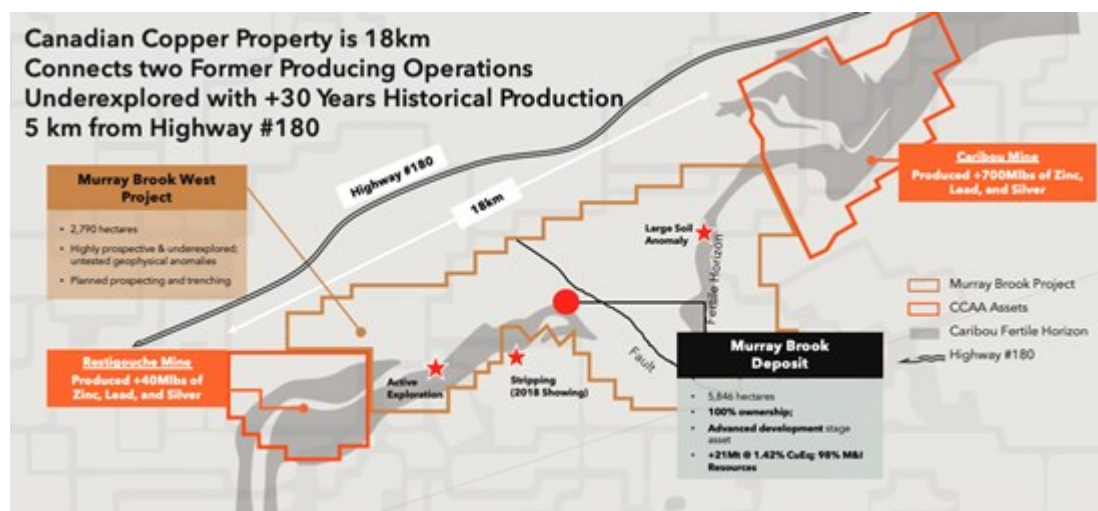 Canadian Copper Property is 18km
Connects two Former Producing Operations
Underexplored with +30 Years Historical Production
5 km from Highway #180
Murray Brook West
Project
• 2,790 hectares
• Highly prospective & underexplored;
untested geophysical anomalies
• Planned prospecting and trenching
Highway #180
18km
Caribou Mine
Produced +700Mlbs of Zinc,
Lead, and Silver
Large Soil
Anomaly
Fertile Horizon
Murray Brook Project
CCAA Assets
Caribou Fertile Horizon
Highway #180
Restigouche Mine
Produced +40Mlbs of
Zinc, Lead, and Silver
Active
Exploration
Stripping
(2018 Showing)
Fault
Murray Brook
Deposit
• 5,846 hectares
• 100% ownership;
• Advanced development stage
asset
• +21Mt @ 1.42% CuEq; 98% M&I
Resources